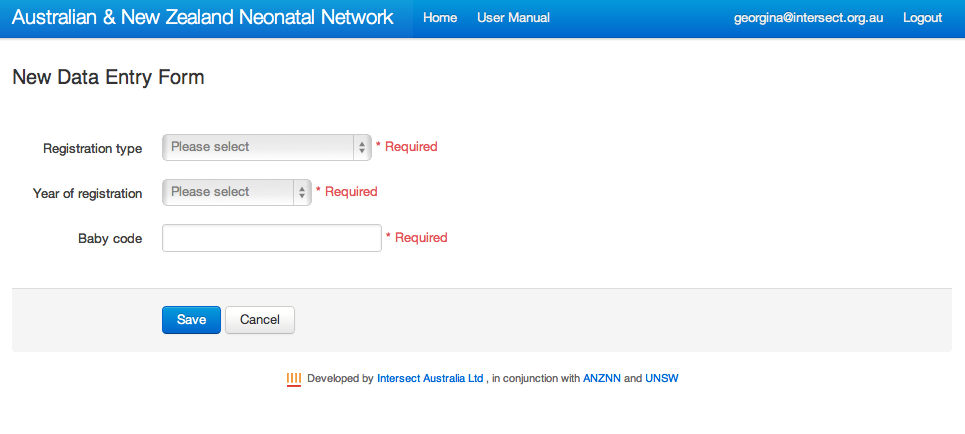 Australian & New Zealand Neonatal Network Home User Manual georgina@intersect.org.au Logout
New Data Entry Form
Registration type Please select * Required
Year of registration Please select * Required
Baby code * Required
Save Cancel
Developed by Intersect Australia Ltd , in conjunction with ANZNN and UNSW